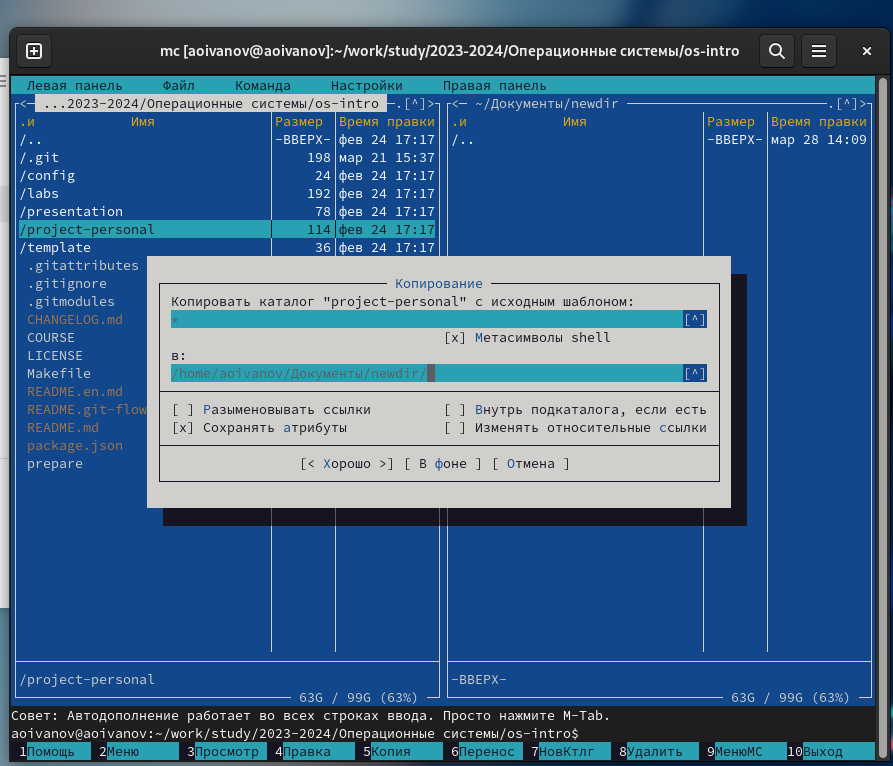 mc [aoivanov@aoivanov]:~/work/study/2023-2024/Операционные системы/os-intro
Левая панель Файл Команда Настройки Правая панель
<— ...2023-2024/Операционные системы/os-intro —.[^]> <— ~/Документы/newdir —.[^]>
.и Имя Размер Время правки .и Имя Размер Время правки
/.. -ВВЕРХ- фев 24 17:17 /.. -ВВЕРХ- мар 28 14:09
/.git 198 мар 21 15:37
/config 24 фев 24 17:17
/labs 192 фев 24 17:17
/presentation 78 фев 24 17:17
/project-personal 114 фев 24 17:17
/template 36 фев 24 17:17
.gitattributes
.gitignore
.gitmodules
CHANGELOG.md
COURSE
LICENSE
Makefile
README.en.md
README.git-flow
README.md
package.json
prepare
Копирование
Копировать каталог "project-personal" с исходным шаблоном:
* [^]
[x] Метасимволы shell
в:
/home/aoivanov/Документы/newdir/ [^]
[ ] Разыменовывать ссылки [ ] Внутрь подкаталога, если есть
[x] Сохранять атрибуты [ ] Изменять относительные ссылки
[< Хорошо >] [ В фоне ] [ Отмена ]
/project-personal -ВВЕРХ-
63G / 99G (63%) 63G / 99G (63%)
Совет: Автодополнение работает во всех строках ввода. Просто нажмите M-Tab.
aoivanov@aoivanov:~/work/study/2023-2024/Операционные системы/os-intro$
1Помощь 2Меню 3Просмотр 4Правка 5Копия 6Перенос 7НовКтлг 8Удалить 9МенюMC 10Выход